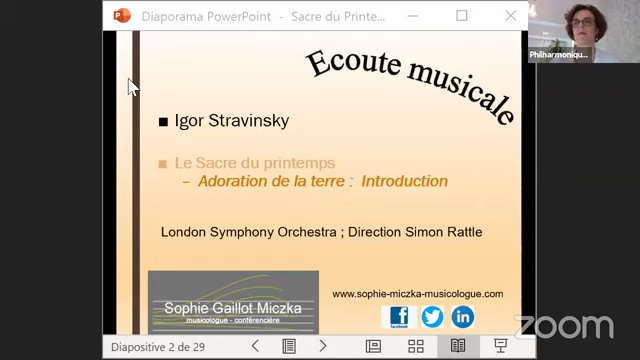 Diaporama PowerPoint - Sacre du Printe...
Philharmoniqu...
Ecoute musicale
Igor Stravinsky
Le Sacre du printemps
– Adoration de la terre : Introduction
London Symphony Orchestra ; Direction Simon Rattle
Sophie Gaillot Miczka
musicologue - conférencière
www.sophie-miczka-musicologue.com
facebook
Diapositive 2 de 29
zoom